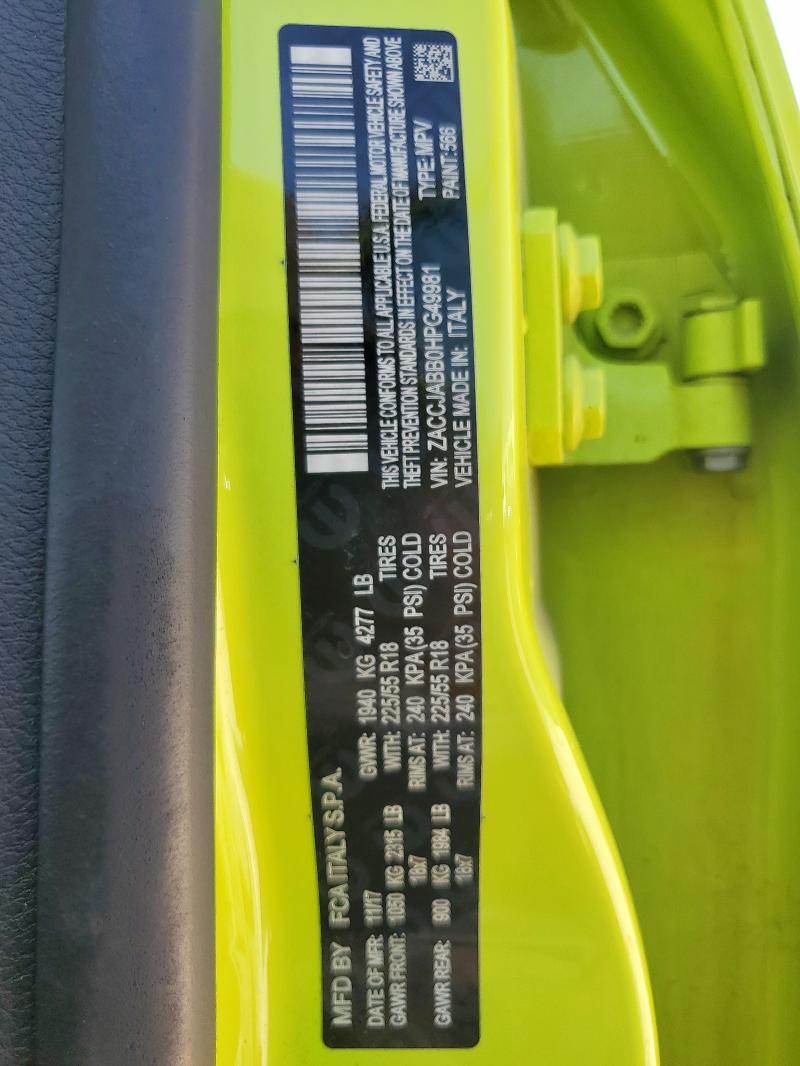 MFD BY FCA ITALY S.P.A.
DATE OF MFR: 11/17 GVWR: 1940 KG 4277 LB
GAWR FRONT: 1050 KG 2315 LB WITH: 225/55 R18 TIRES
18x7 RIMS AT: 240 KPA (35 PSI) COLD
GAWR REAR: 900 KG 1984 LB WITH: 225/55 R18 TIRES
18x7 RIMS AT: 240 KPA (35 PSI) COLD
THIS VEHICLE CONFORMS TO ALL APPLICABLE U.S.A. FEDERAL MOTOR VEHICLE SAFETY AND
THEFT PREVENTION STANDARDS IN EFFECT ON THE DATE OF MANUFACTURE SHOWN ABOVE
VIN: ZACCJABB0HPG49981 TYPE: MPV
VEHICLE MADE IN: ITALY PAINT: 566